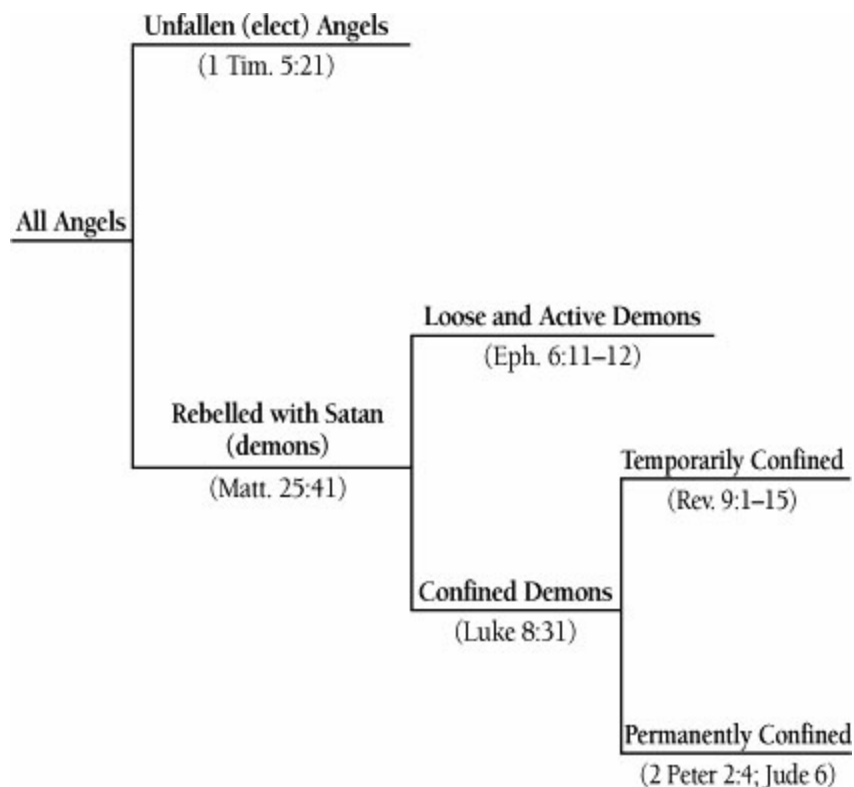 Unfallen (elect) Angels
(1 Tim. 5:21)
All Angels
Loose and Active Demons
(Eph. 6:11–12)
Rebelled with Satan
(demons)
(Matt. 25:41)
Temporarily Confined
(Rev. 9:1–15)
Confined Demons
(Luke 8:31)
Permanently Confined
(2 Peter 2:4; Jude 6)